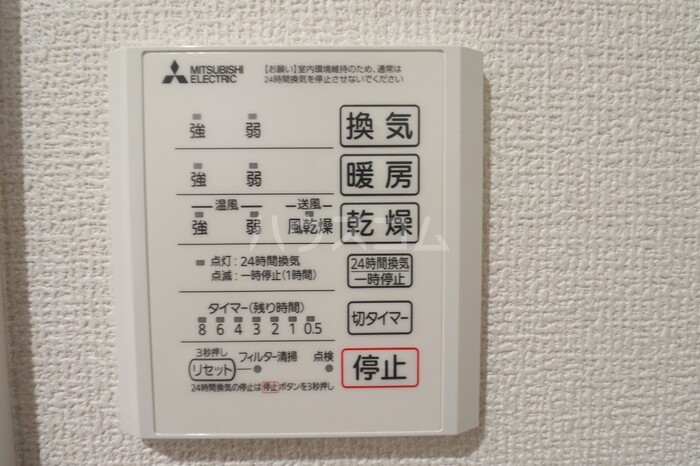 MITSUBISHI
ELECTRIC
【お願い】室内環境維持のため、通常は
24時間換気を停止させないでください
強 弱 換気
強 弱 暖房
温風 送風
強 弱 風乾燥 乾燥
点灯：24時間換気
点滅：一時停止(1時間)
24時間換気
一時停止
タイマー(残り時間)
8 6 4 3 2 1 0.5
切タイマー
3秒押し
リセット フィルター清掃 点検
停止
24時間換気の停止は停止ボタンを3秒押し
ハウスコム